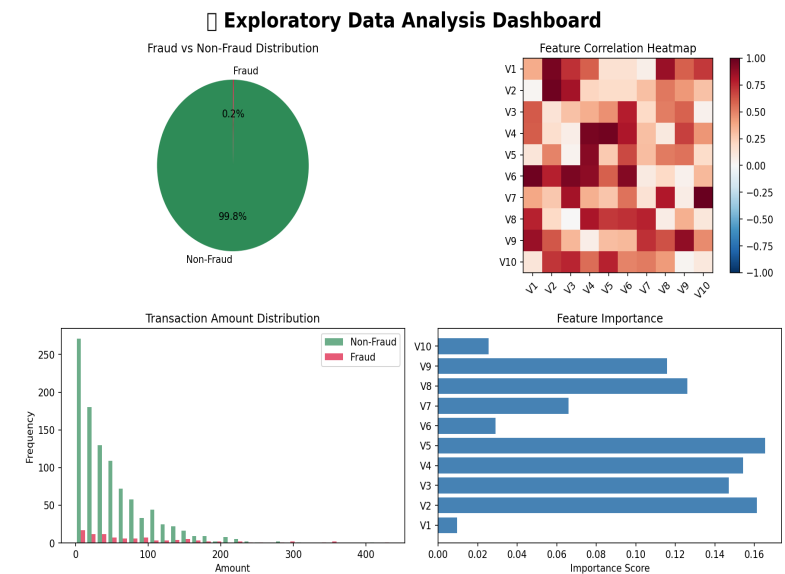 Exploratory Data Analysis Dashboard
Fraud vs Non-Fraud Distribution
Fraud
0.2%
99.8%
Non-Fraud
Feature Correlation Heatmap
V1
V2
V3
V4
V5
V6
V7
V8
V9
V10
V1 V2 V3 V4 V5 V6 V7 V8 V9 V10
1.00
0.75
0.50
0.25
0.00
−0.25
−0.50
−0.75
−1.00
Transaction Amount Distribution
Non-Fraud
Fraud
Frequency
250
200
150
100
50
0
0 100 200 300 400
Amount
Feature Importance
V10
V9
V8
V7
V6
V5
V4
V3
V2
V1
0.00 0.02 0.04 0.06 0.08 0.10 0.12 0.14 0.16
Importance Score